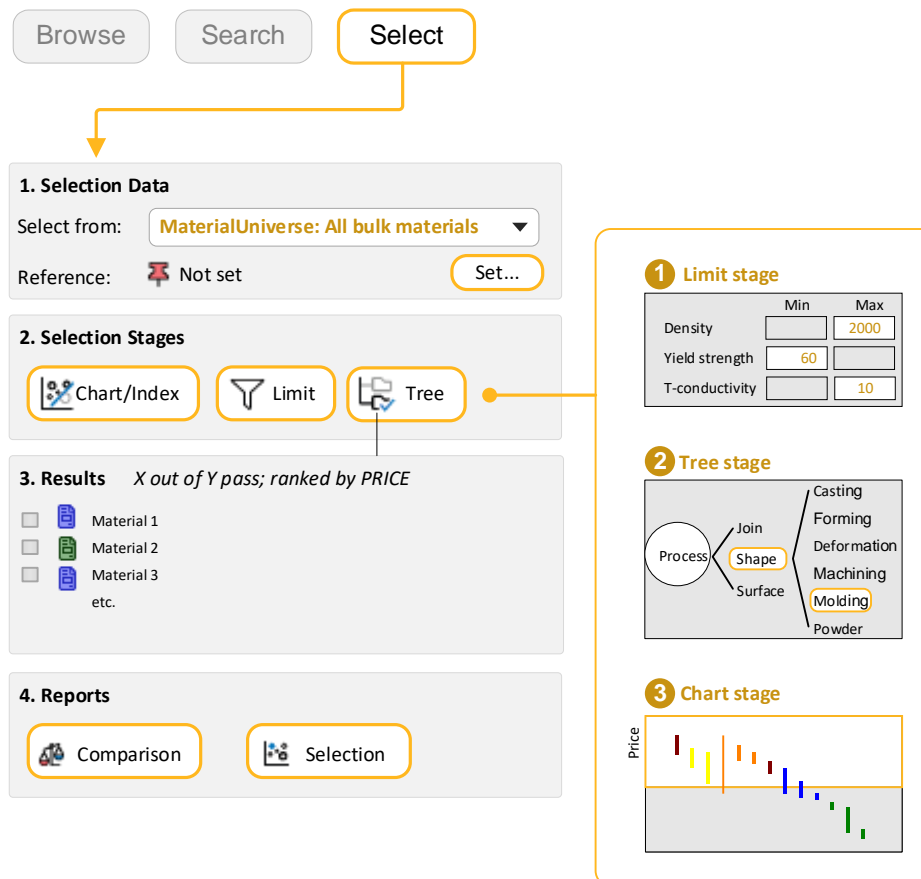 Browse
Search
Select
1. Selection Data
Select from:
MaterialUniverse: All bulk materials
Reference:
Not set
Set...
2. Selection Stages
Chart/Index
Limit
Tree
3. Results X out of Y pass; ranked by PRICE
Material 1
Material 2
Material 3
etc.
4. Reports
Comparison
Selection
1 Limit stage
Min Max
Density 2000
Yield strength 60
T-conductivity 10
2 Tree stage
Process
Join
Shape
Surface
Casting
Forming
Deformation
Machining
Molding
Powder
3 Chart stage
Price